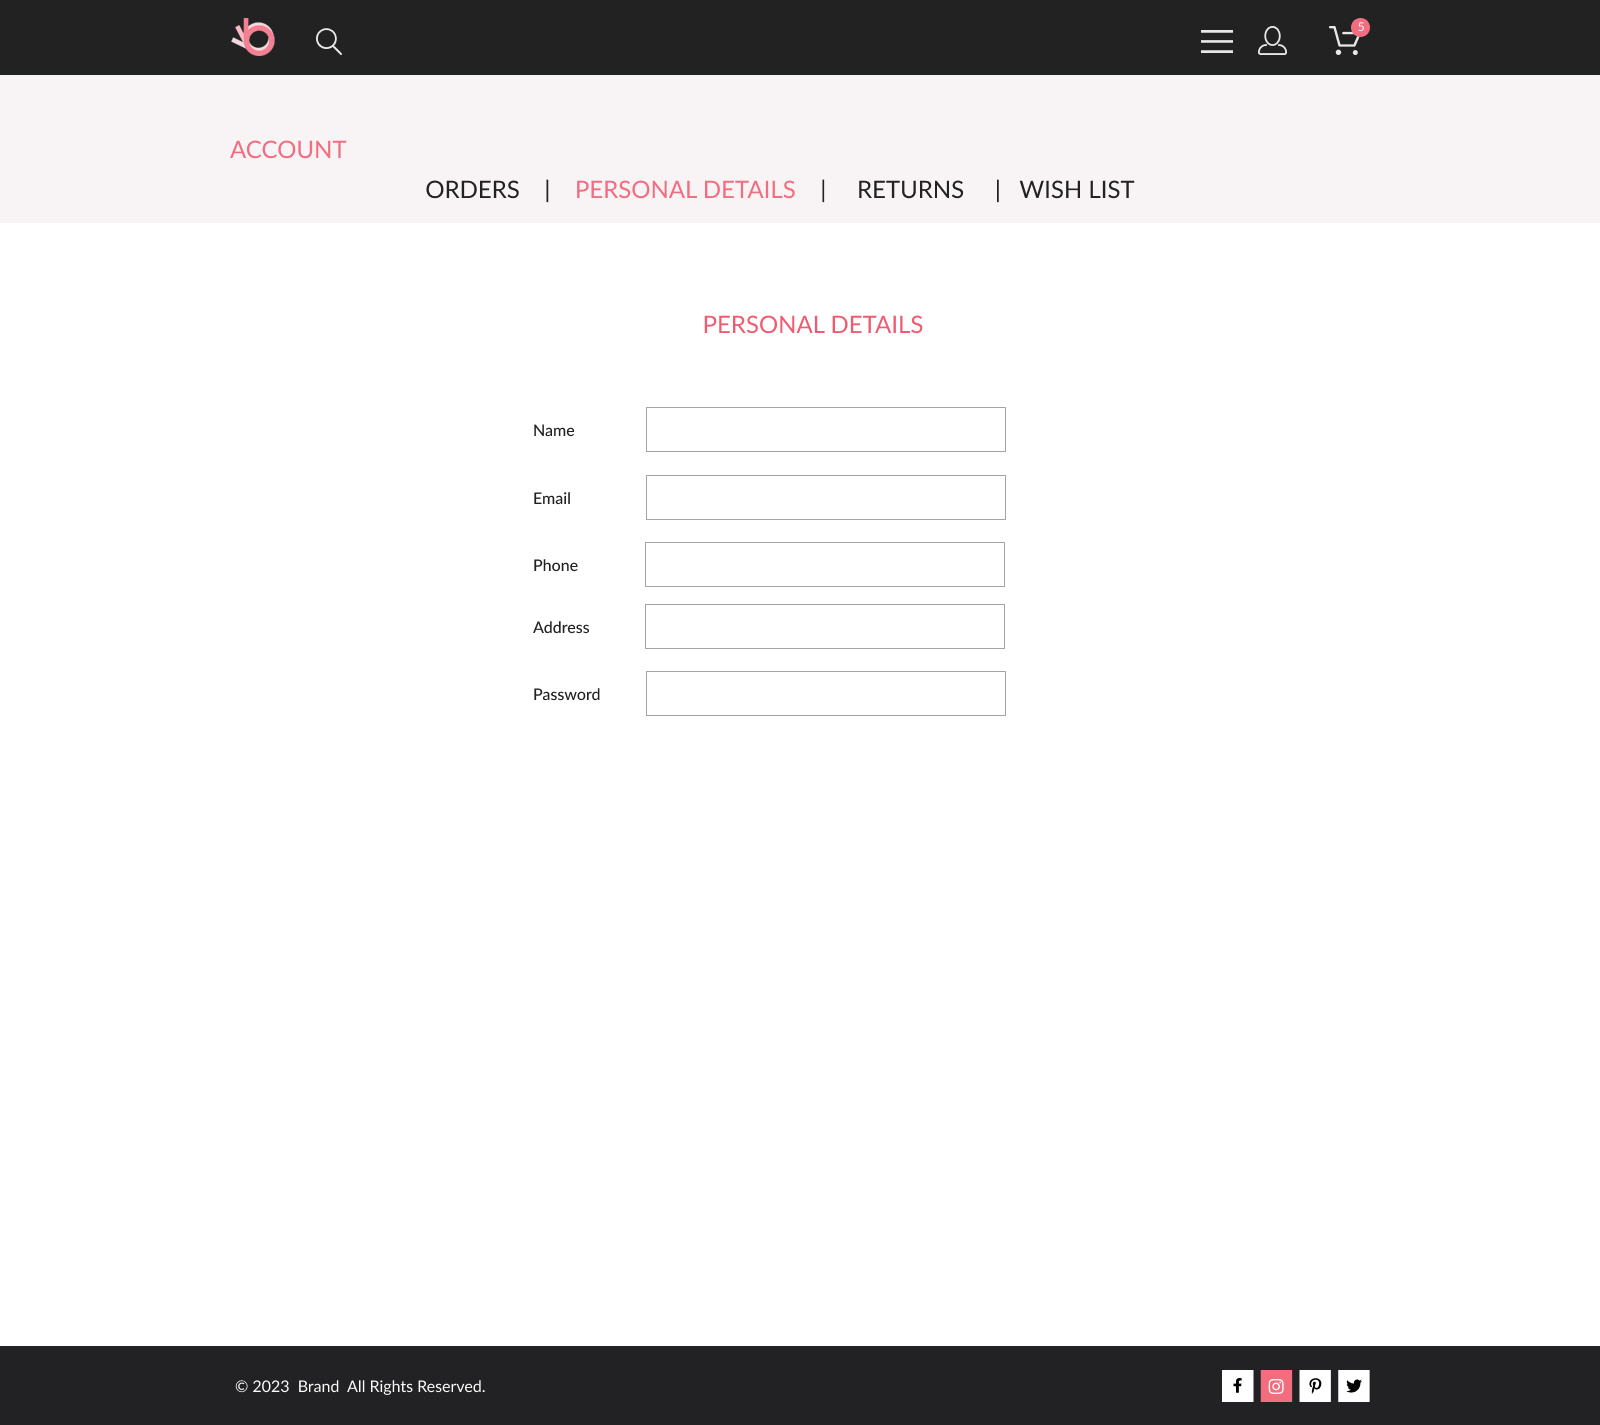 5
ACCOUNT
ORDERS | PERSONAL DETAILS | RETURNS | WISH LIST
PERSONAL DETAILS
Name
Email
Phone
Address
Password
© 2023 Brand All Rights Reserved.